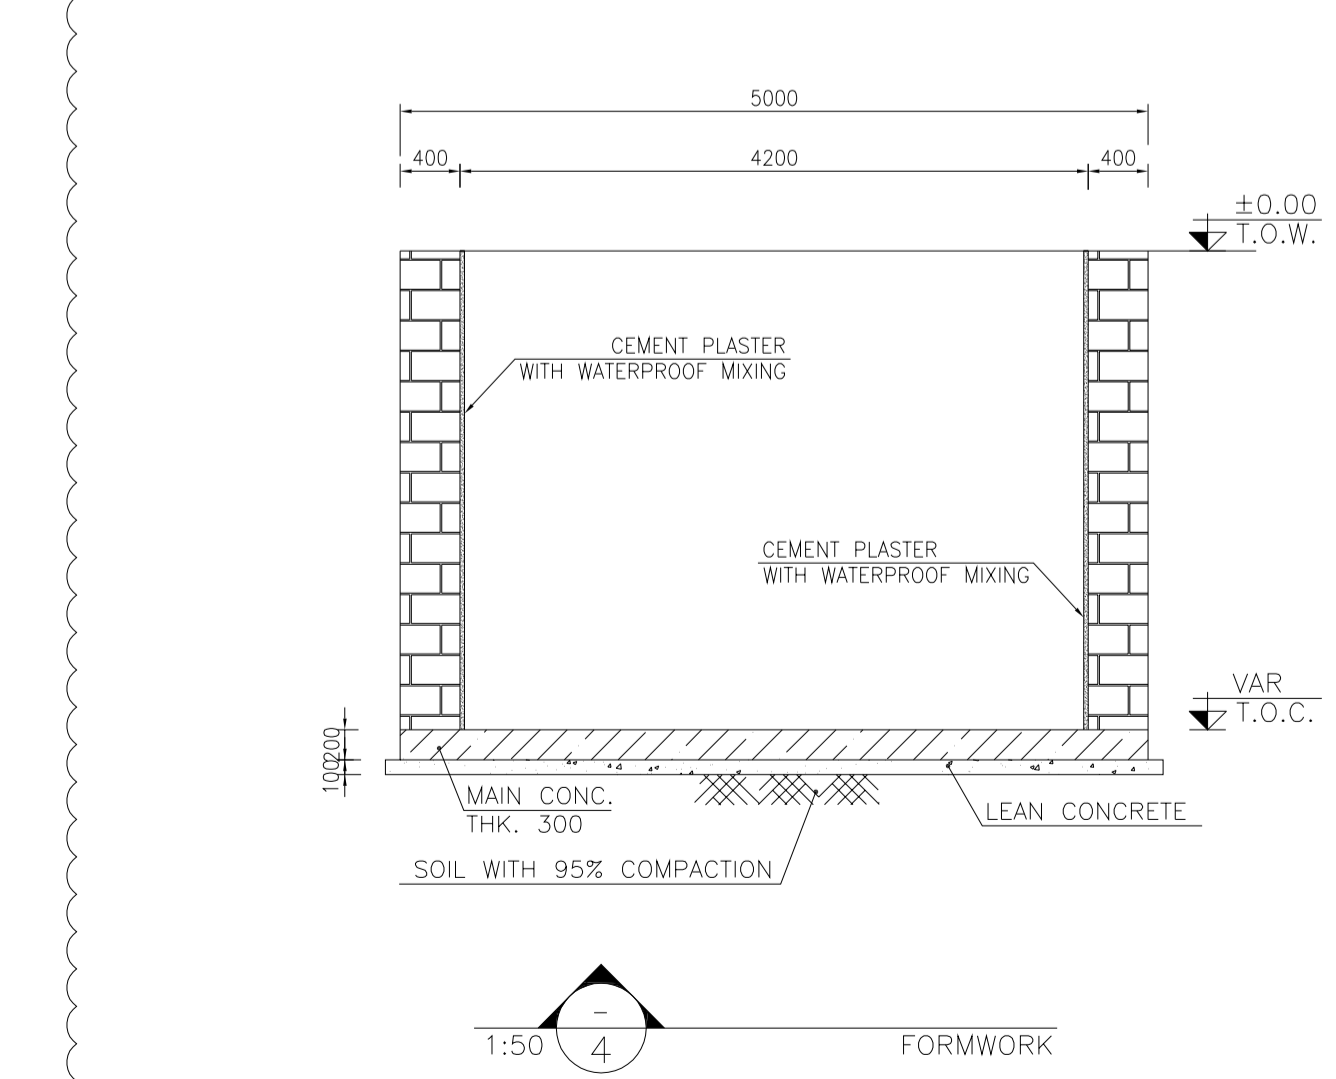 5000
400 4200 400
±0.00
T.O.W.
CEMENT PLASTER
WITH WATERPROOF MIXING
CEMENT PLASTER
WITH WATERPROOF MIXING
VAR
T.O.C.
200
100
MAIN CONC.
THK. 300
LEAN CONCRETE
SOIL WITH 95% COMPACTION
–
1:50 4 FORMWORK